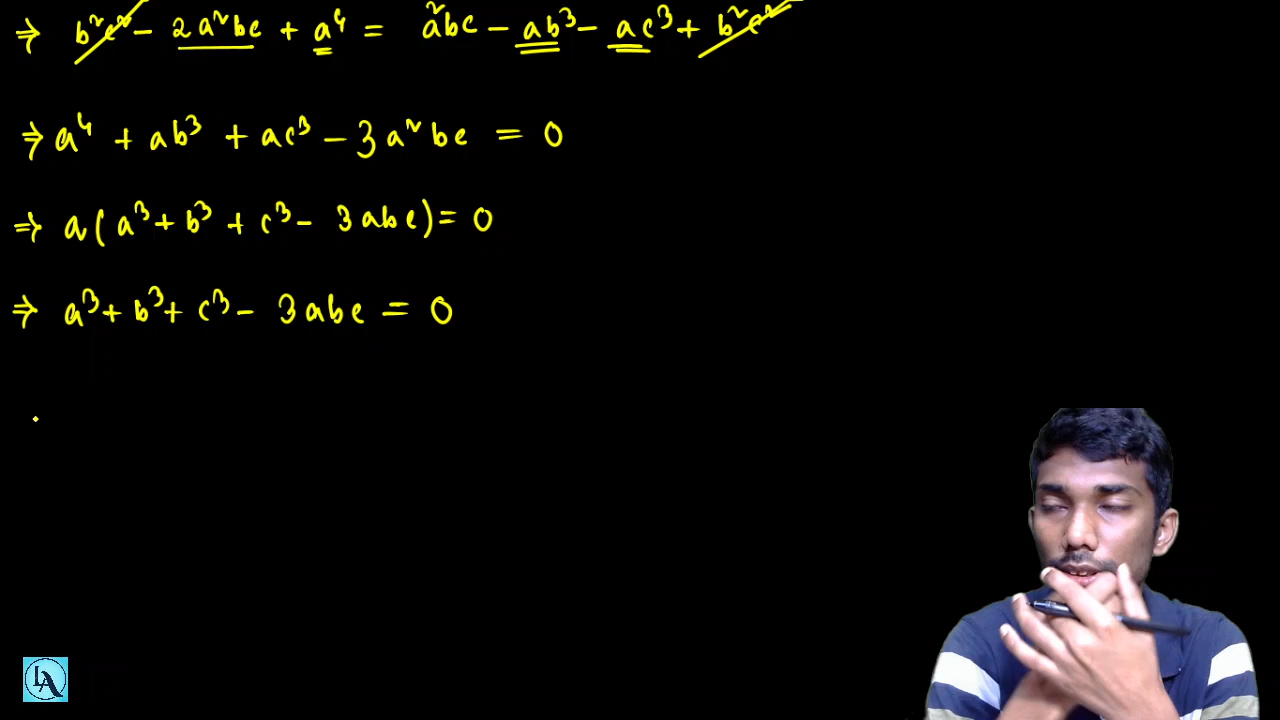 ⇒ b²c² - 2a²bc + a⁴ = a²bc - ab³ - ac³ + b²c²
⇒ a⁴ + ab³ + ac³ - 3a²bc = 0
⇒ a(a³ + b³ + c³ - 3abc) = 0
⇒ a³ + b³ + c³ - 3abc = 0
LA